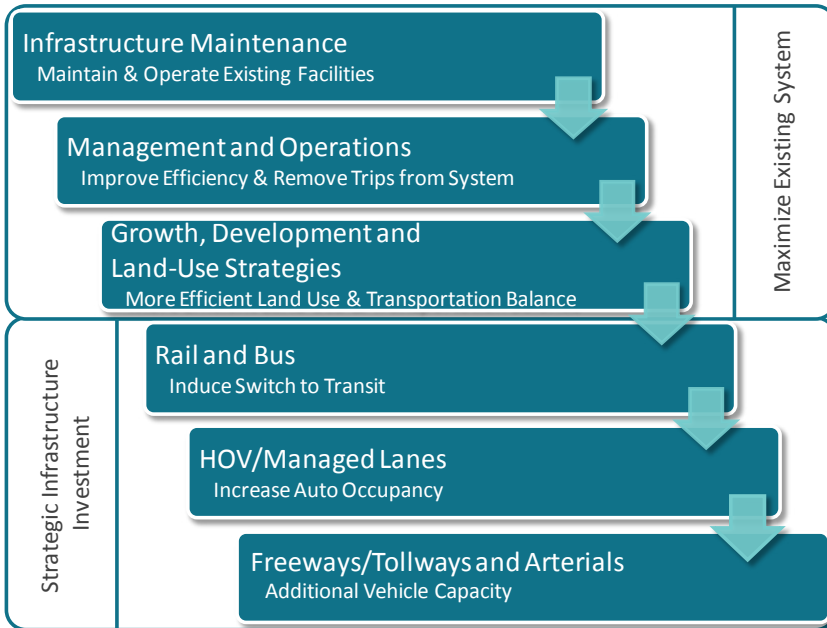 Infrastructure Maintenance
Maintain & Operate Existing Facilities
Management and Operations
Improve Efficiency & Remove Trips from System
Growth, Development and
Land-Use Strategies
More Efficient Land Use & Transportation Balance
Maximize Existing System
Strategic Infrastructure
Investment
Rail and Bus
Induce Switch to Transit
HOV/Managed Lanes
Increase Auto Occupancy
Freeways/Tollways and Arterials
Additional Vehicle Capacity